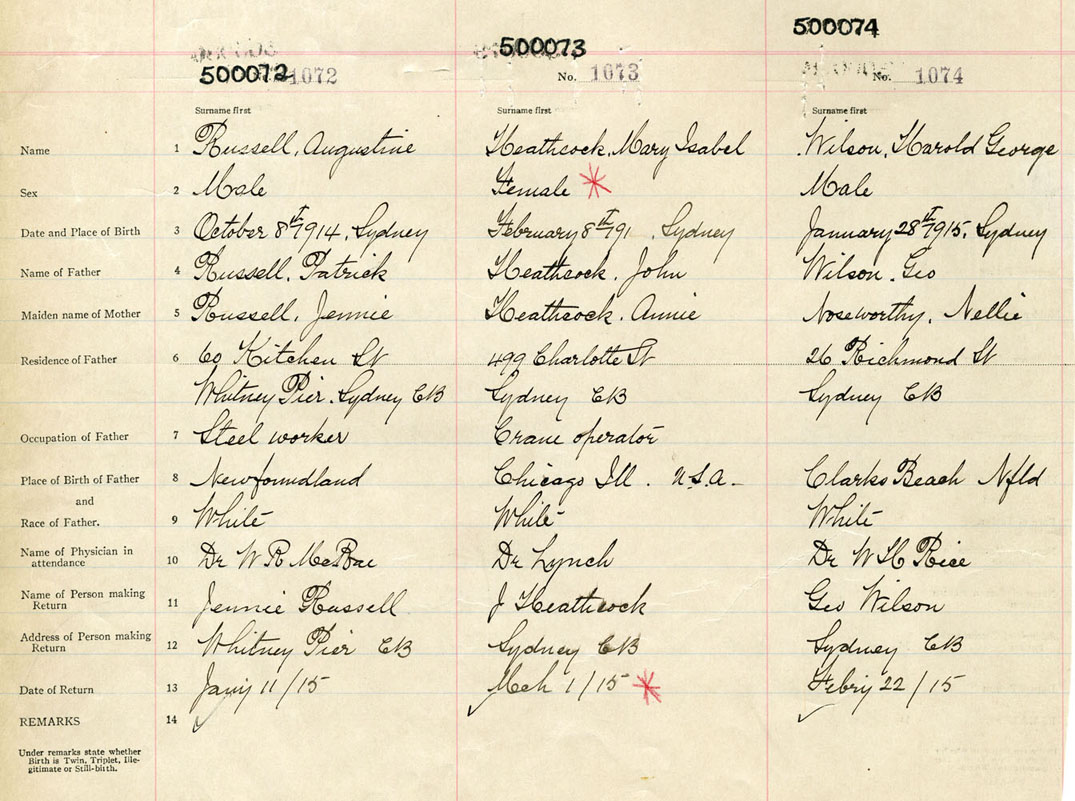 500072 1072
500073
No. 1073
500074
No. 1074
Surname first Surname first Surname first
Name 1 Russell, Augustine Heathcock, Mary Isabel Wilson, Harold George
Sex 2 Male Female * Male
Date and Place of Birth 3 October 8th 1914, Sydney February 8th 191 , Sydney January 28th 1915, Sydney
Name of Father 4 Russell, Patrick Heathcock, John Wilson, Geo
Maiden name of Mother 5 Russell, Jennie Heathcock, Annie Noseworthy, Nellie
Residence of Father 6 60 Kitchen St 499 Charlotte St 26 Richmond St
Whitney Pier, Sydney CB Sydney CB Sydney CB
Occupation of Father 7 Steel worker Crane operator
Place of Birth of Father 8 Newfoundland Chicago Ill. U.S.A. Clarks Beach Nfld
and
Race of Father. 9 White White White
Name of Physician in
attendance 10 Dr W R McRae Dr Lynch Dr W H Rice
Name of Person making
Return 11 Jennie Russell J Heathcock Geo Wilson
Address of Person making
Return 12 Whitney Pier CB Sydney CB Sydney CB
Date of Return 13 Jany 11/15 Mch 1/15 * Febry 22/15
REMARKS 14
Under remarks state whether
Birth is Twin, Triplet, Ille-
gitimate or Still-birth.